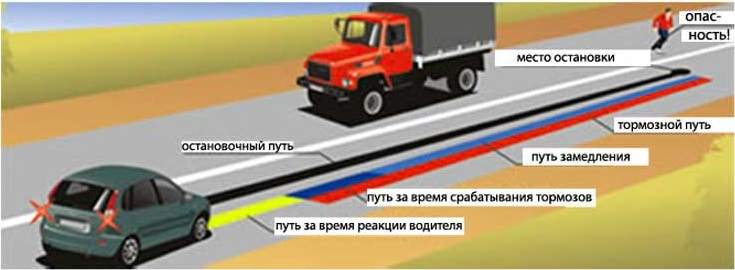 опас-
ность!
место остановки
тормозной путь
остановочный путь
путь замедления
путь за время срабатывания тормозов
путь за время реакции водителя